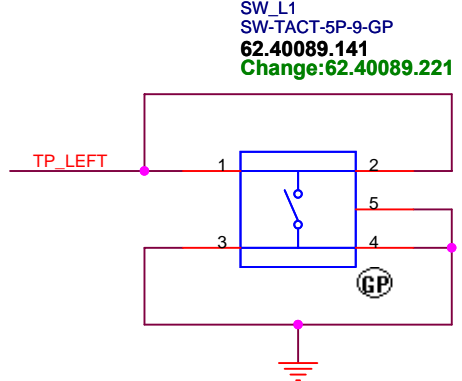 SW_L1
SW-TACT-5P-9-GP
62.40089.141
Change:62.40089.221
TP_LEFT
1
2
5
3
4
GP